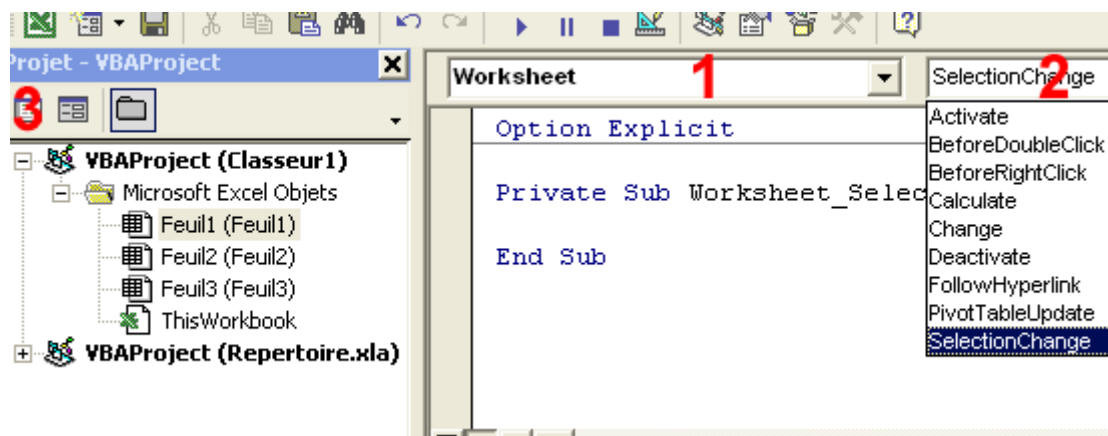 Projet - VBAProject
3
VBAProject (Classeur1)
Microsoft Excel Objets
Feuil1 (Feuil1)
Feuil2 (Feuil2)
Feuil3 (Feuil3)
ThisWorkbook
VBAProject (Repertoire.xla)
Worksheet 1
SelectionChange 2
Option Explicit
Private Sub Worksheet_Selec
End Sub
Activate
BeforeDoubleClick
BeforeRightClick
Calculate
Change
Deactivate
FollowHyperlink
PivotTableUpdate
SelectionChange